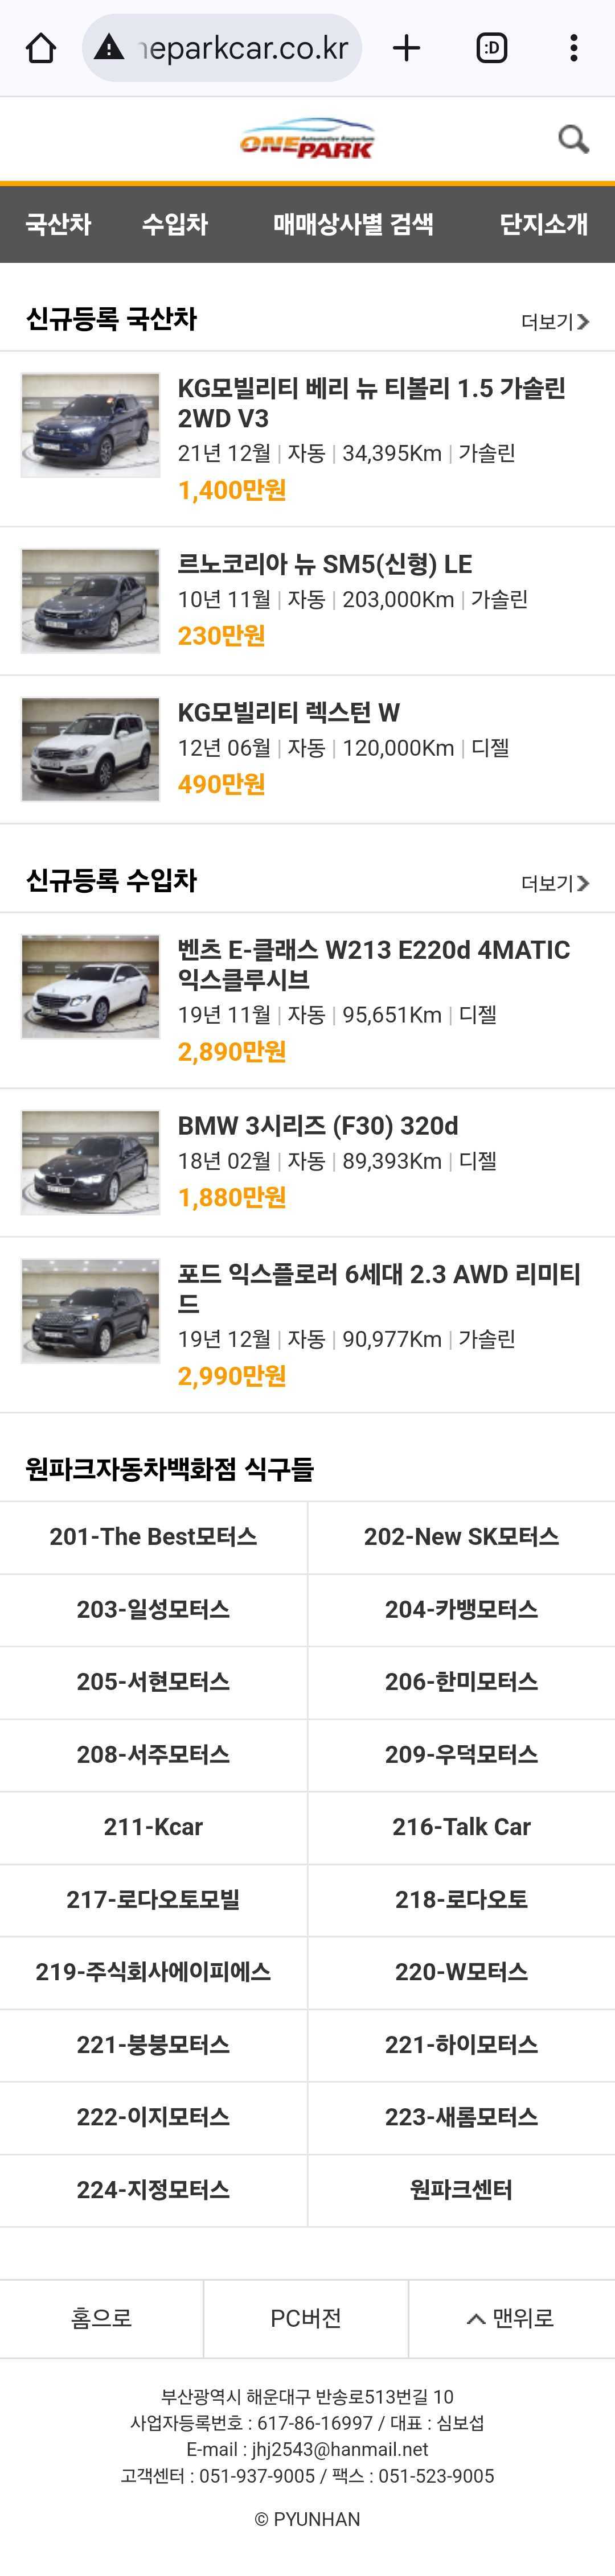 neparkcar.co.kr
:D
Automotive Emporium
ONEPARK
국산차 수입차 매매상사별 검색 단지소개
신규등록 국산차 더보기
KG모빌리티 베리 뉴 티볼리 1.5 가솔린
2WD V3
21년 12월 | 자동 | 34,395Km | 가솔린
1,400만원
르노코리아 뉴 SM5(신형) LE
10년 11월 | 자동 | 203,000Km | 가솔린
230만원
KG모빌리티 렉스턴 W
12년 06월 | 자동 | 120,000Km | 디젤
490만원
신규등록 수입차 더보기
벤츠 E-클래스 W213 E220d 4MATIC
익스클루시브
19년 11월 | 자동 | 95,651Km | 디젤
2,890만원
BMW 3시리즈 (F30) 320d
18년 02월 | 자동 | 89,393Km | 디젤
1,880만원
포드 익스플로러 6세대 2.3 AWD 리미티
드
19년 12월 | 자동 | 90,977Km | 가솔린
2,990만원
원파크자동차백화점 식구들
201-The Best모터스 202-New SK모터스
203-일성모터스 204-카뱅모터스
205-서현모터스 206-한미모터스
208-서주모터스 209-우덕모터스
211-Kcar 216-Talk Car
217-로다오토모빌 218-로다오토
219-주식회사에이피에스 220-W모터스
221-붕붕모터스 221-하이모터스
222-이지모터스 223-새롬모터스
224-지정모터스 원파크센터
홈으로 PC버전 맨위로
부산광역시 해운대구 반송로513번길 10
사업자등록번호 : 617-86-16997 / 대표 : 심보섭
E-mail : jhj2543@hanmail.net
고객센터 : 051-937-9005 / 팩스 : 051-523-9005
© PYUNHAN